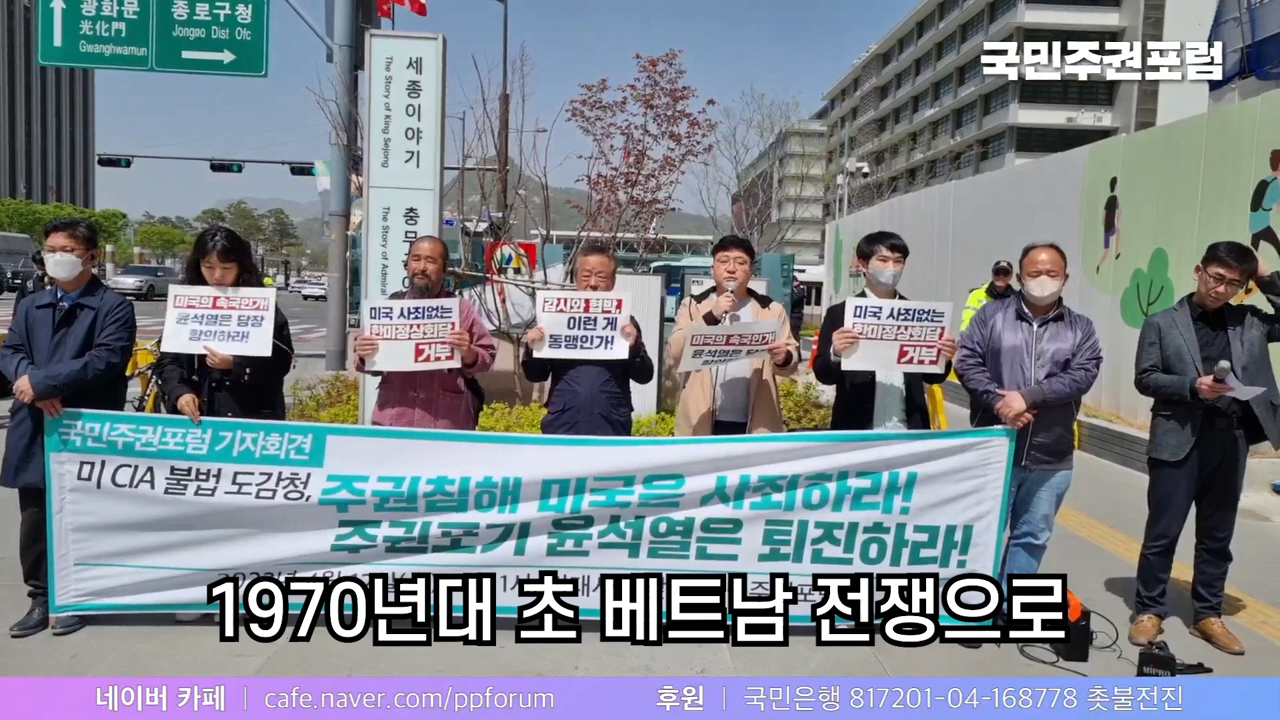 광화문
光化門
Gwanghwamun
종로구청
Jongno Dist Ofc
국민주권포럼
세종이야기
The Story of King Sejong
충무
The Story of Admiral
미국의 속국인가!
윤석열은 당장
항의하라!
미국 사죄없는
한미정상회담
거부
감시와 협박,
이런 게
동맹인가!
미국의 속국인가!
윤석열은 당장
미국 사죄없는
한미정상회담
거부
국민주권포럼 기자회견
미 CIA 불법 도감청, 주권침해 미국은 사죄하라!
주권포기 윤석열은 퇴진하라!
1970년대 초 베트남 전쟁으로
MIPRO
네이버 카페 | cafe.naver.com/ppforum
후원 | 국민은행 817201-04-168778 촛불전진